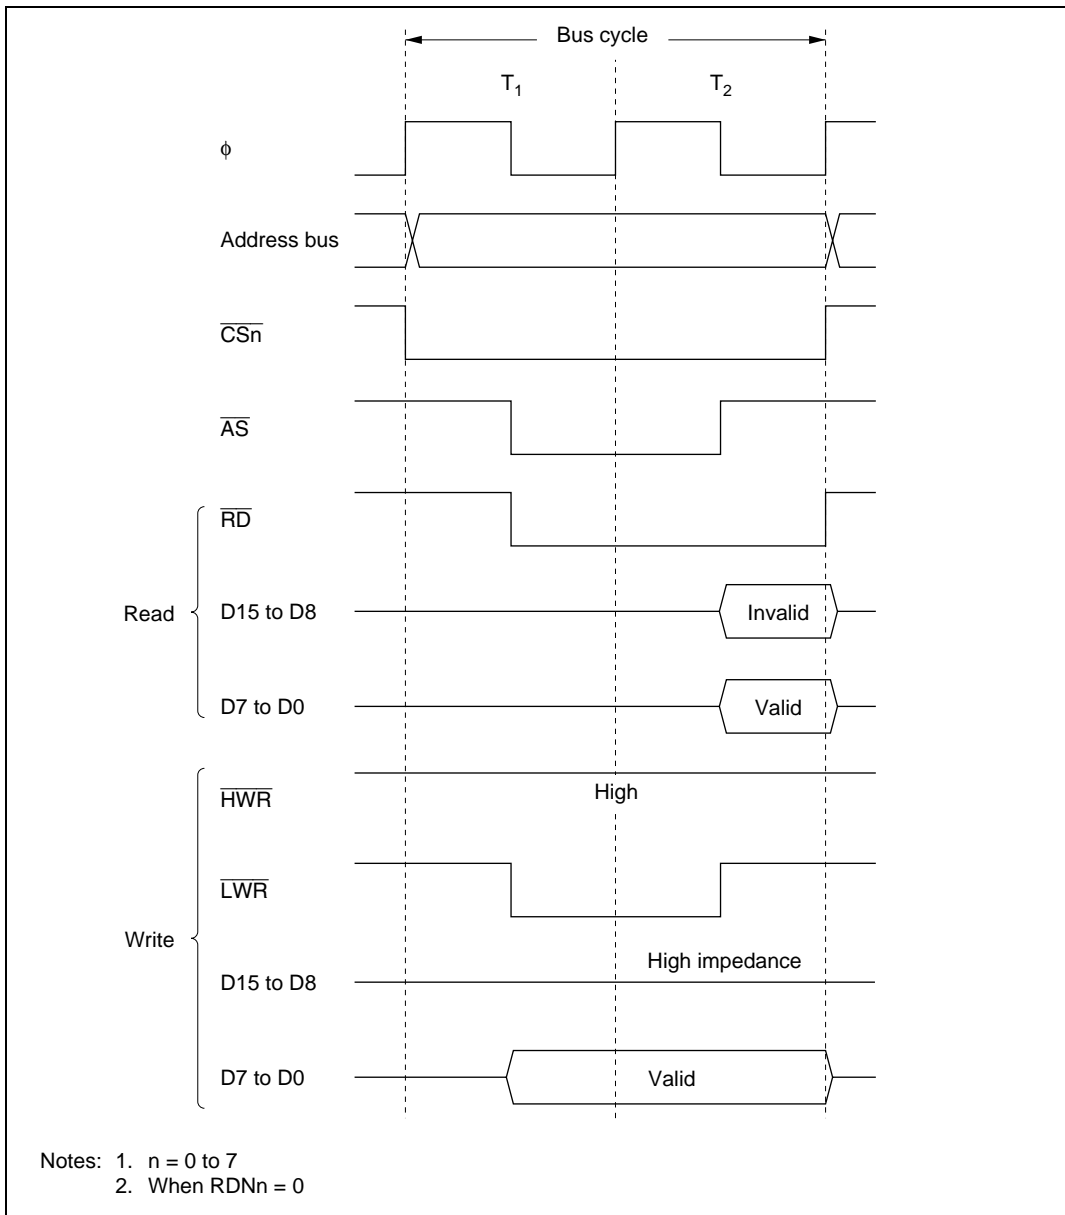 Bus cycle
T1 T2
ϕ
Address bus
CSn
AS
RD
Read
D15 to D8
Invalid
D7 to D0
Valid
HWR
High
LWR
Write
High impedance
D15 to D8
D7 to D0
Valid
Notes: 1. n = 0 to 7
2. When RDNn = 0